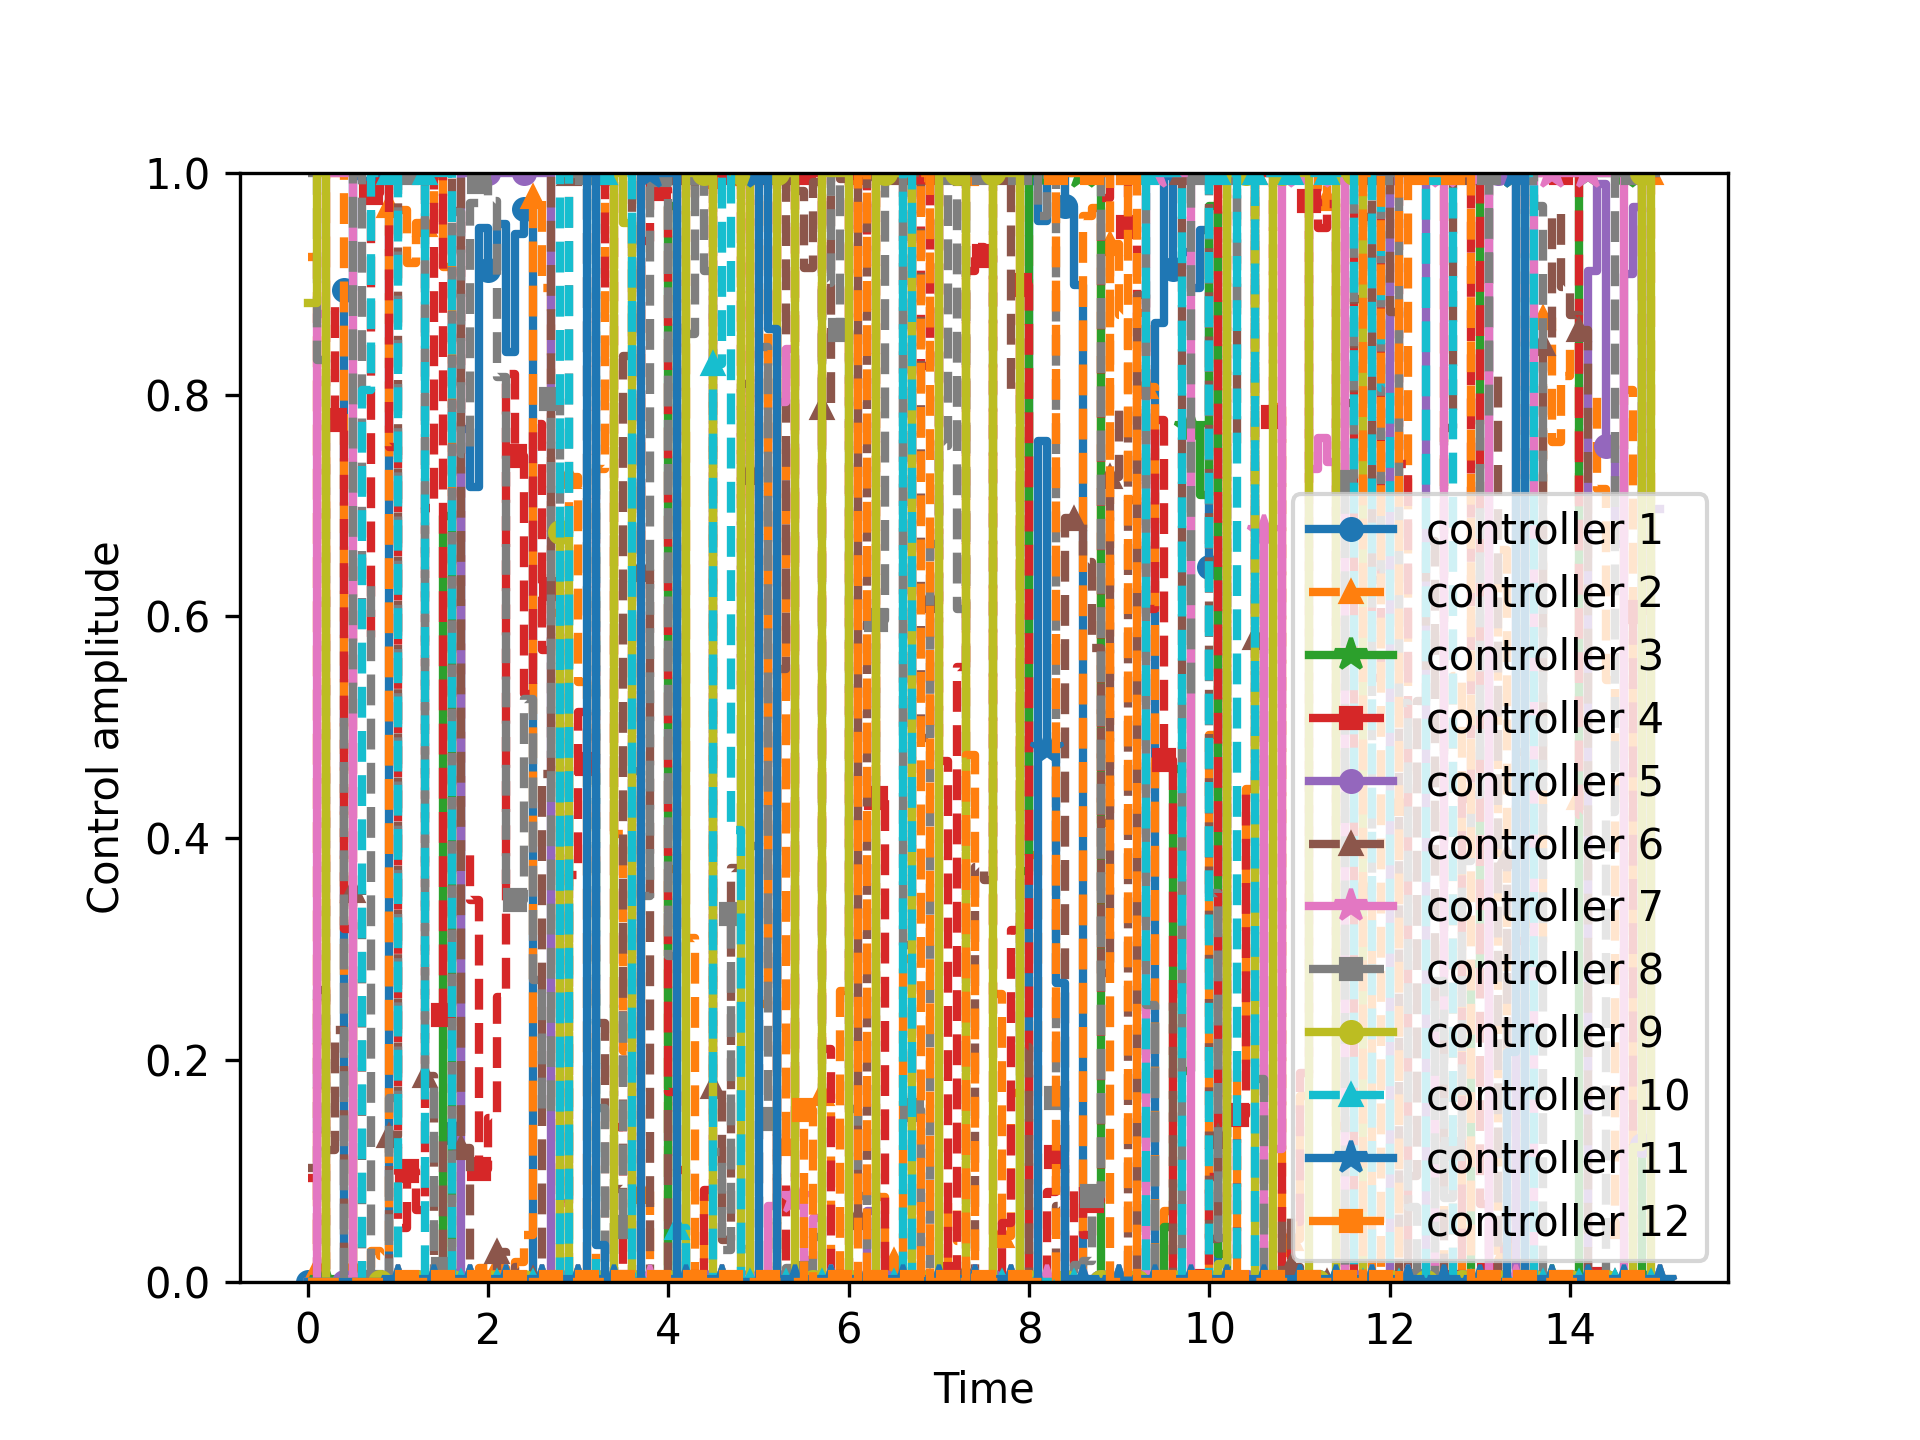 1.0
0.8
0.6
0.4
0.2
0.0
Control amplitude
controller 1
controller 2
controller 3
controller 4
controller 5
controller 6
controller 7
controller 8
controller 9
controller 10
controller 11
controller 12
0 2 4 6 8 10 12 14
Time